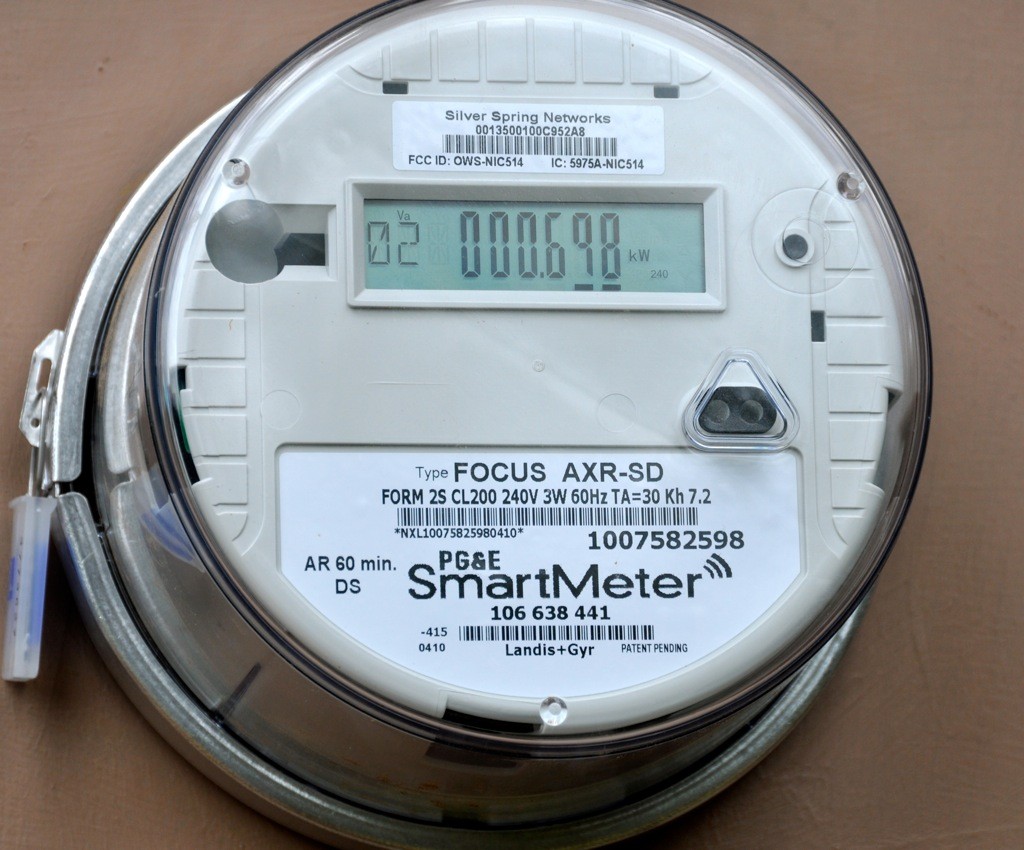 Silver Spring Networks
0013500100C952A8
FCC ID: OWS-NIC514 IC: 5975A-NIC514
Va
02 000.698 kW
240
Type FOCUS AXR-SD
FORM 2S CL200 240V 3W 60Hz TA=30 Kh 7.2
*NXL10075825980410*
1007582598
AR 60 min.
DS
PG&E
SmartMeter
106 638 441
-415
0410
Landis+Gyr PATENT PENDING